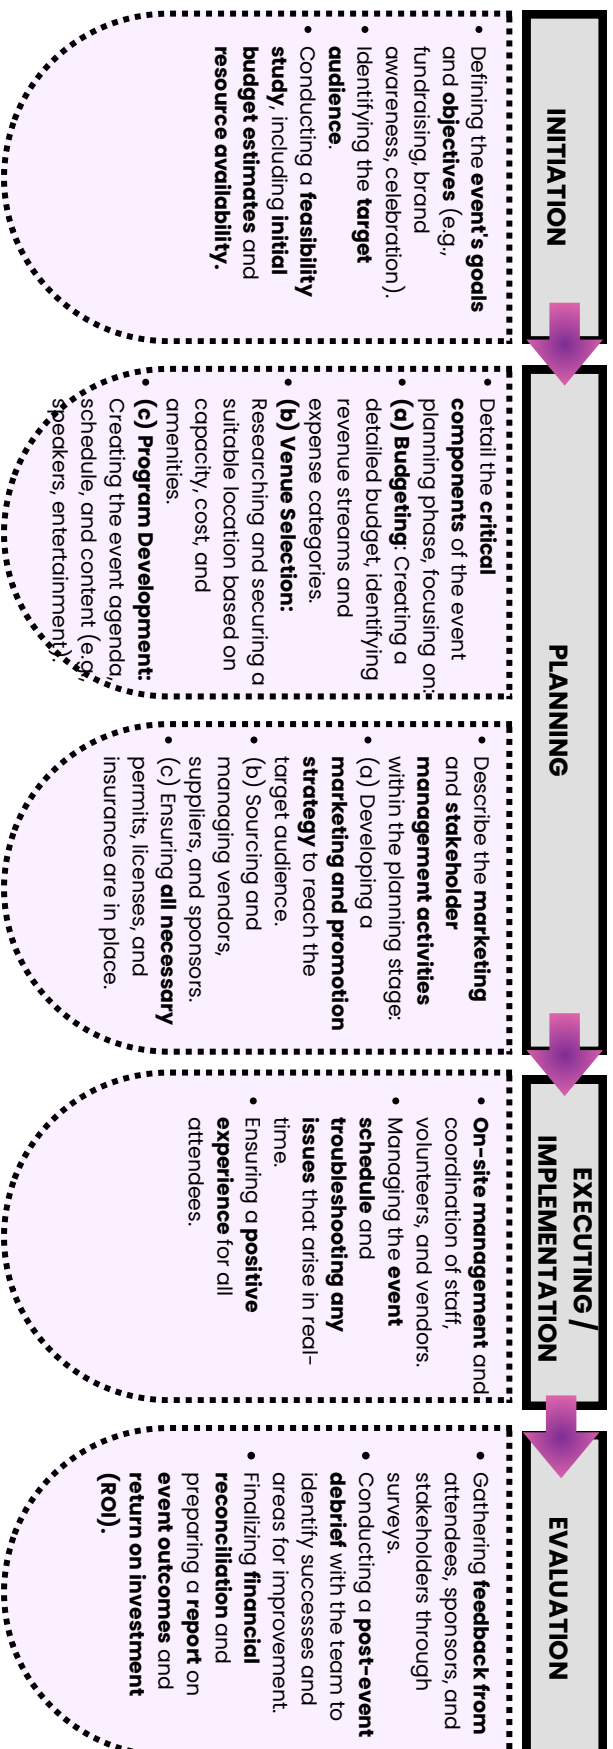 INITIATION
• Defining the event's goals
and objectives (e.g.,
fundraising, brand
awareness, celebration).
• Identifying the target
audience.
• Conducting a feasibility
study, including initial
budget estimates and
resource availability.
PLANNING
• Detail the critical
components of the event
planning phase, focusing on:
• (a) Budgeting: Creating a
detailed budget, identifying
revenue streams and
expense categories.
• (b) Venue Selection:
Researching and securing a
suitable location based on
capacity, cost, and
amenities.
• (c) Program Development:
Creating the event agenda,
schedule, and content (e.g.,
speakers, entertainment).
• Describe the marketing
and stakeholder
management activities
within the planning stage:
• (a) Developing a
marketing and promotion
strategy to reach the
target audience.
• (b) Sourcing and
managing vendors,
suppliers, and sponsors.
• (c) Ensuring all necessary
permits, licenses, and
insurance are in place.
EXECUTING /
IMPLEMENTATION
• On-site management and
coordination of staff,
volunteers, and vendors.
• Managing the event
schedule and
troubleshooting any
issues that arise in real-
time.
• Ensuring a positive
experience for all
attendees.
EVALUATION
• Gathering feedback from
attendees, sponsors, and
stakeholders through
surveys.
• Conducting a post-event
debrief with the team to
identify successes and
areas for improvement.
• Finalizing financial
reconciliation and
preparing a report on
event outcomes and
return on investment
(ROI).